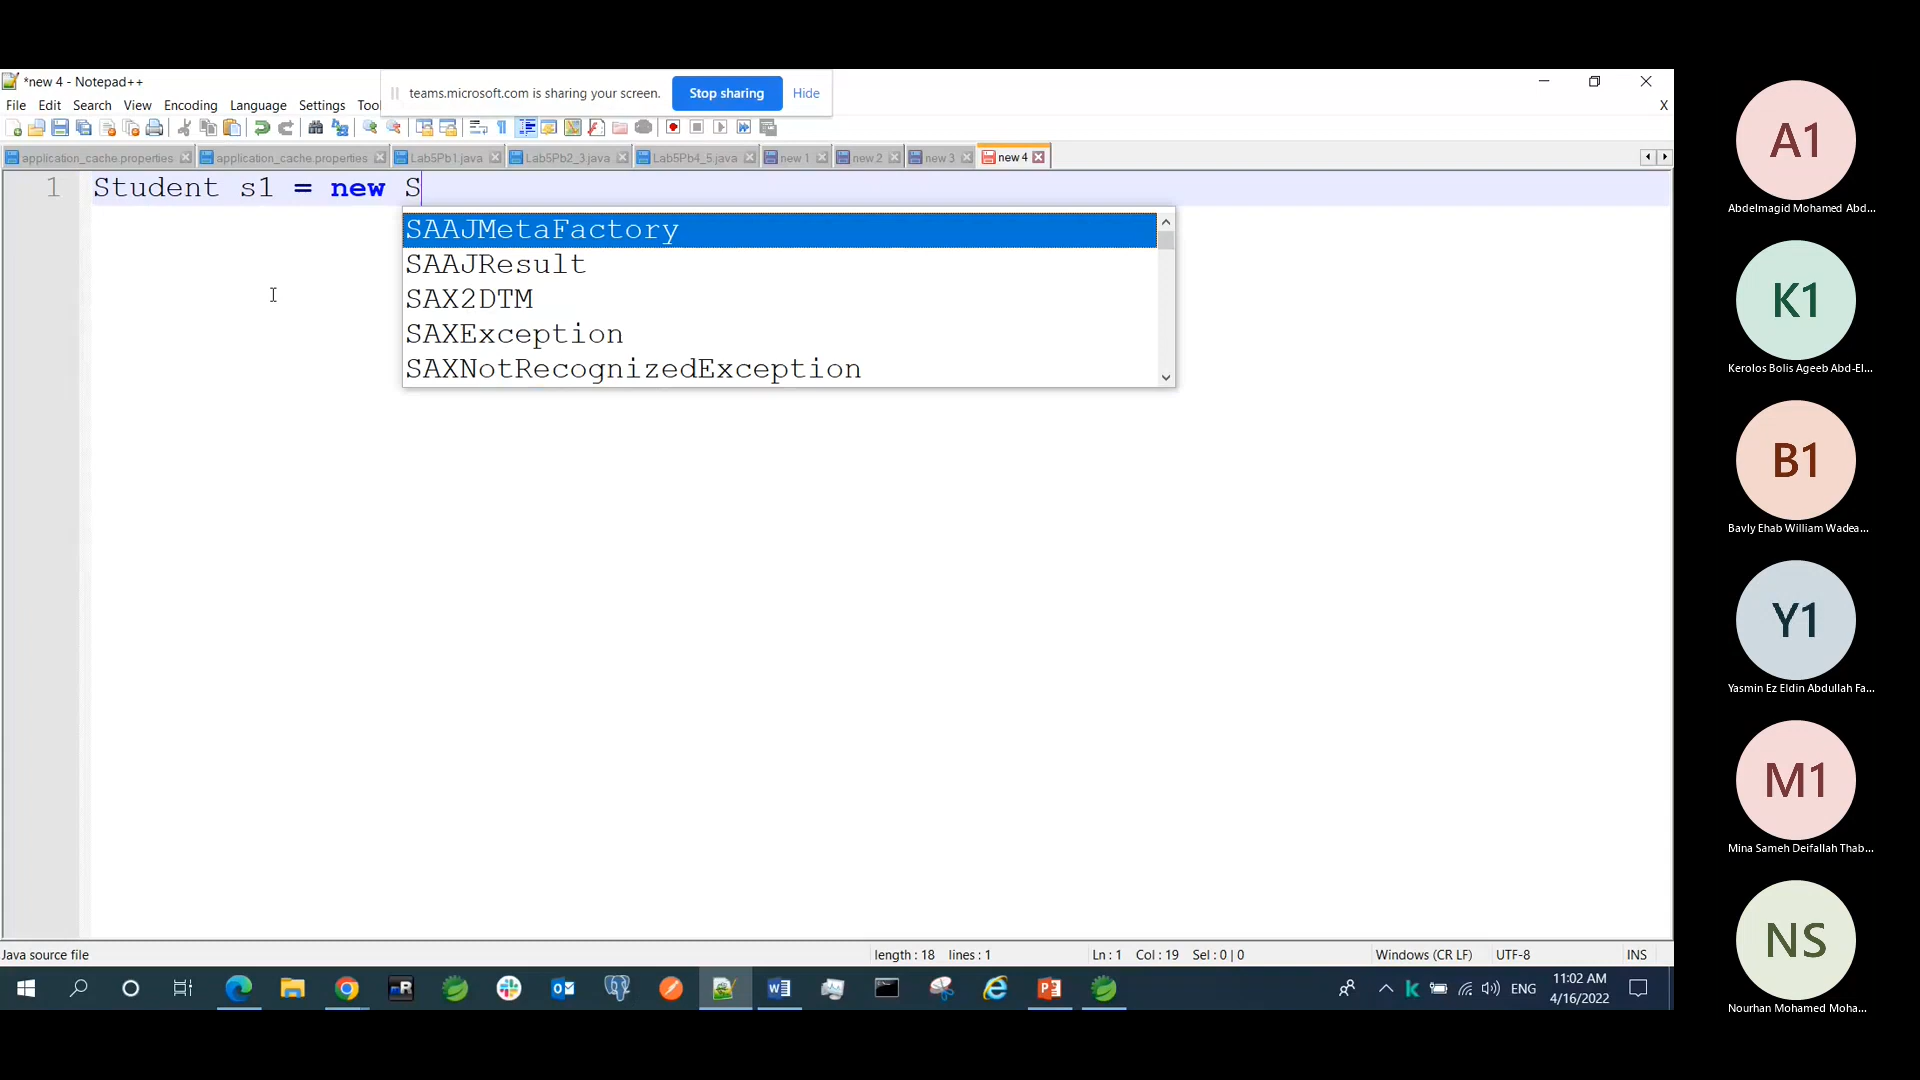 *new 4 - Notepad++
teams.microsoft.com is sharing your screen. Stop sharing Hide
File Edit Search View Encoding Language Settings Too
X
application_cache.properties application_cache.properties Lab5Pb1.java Lab5Pb2_3.java Lab5Pb4_5.java new 1 new 2 new 3 new 4
1 Student s1 = new S
SAAJMetaFactory
SAAJResult
SAX2DTM
SAXException
SAXNotRecognizedException
Java source file length : 18 lines : 1 Ln : 1 Col : 19 Sel : 0 | 0 Windows (CR LF) UTF-8 INS
ENG
11:02 AM
4/16/2022
A1
Abdelmagid Mohamed Abd...
K1
Kerolos Bolis Ageeb Abd-El...
B1
Bavly Ehab William Wadea...
Y1
Yasmin Ez Eldin Abdullah Fa...
M1
Mina Sameh Deifallah Thab...
NS
Nourhan Mohamed Moha...